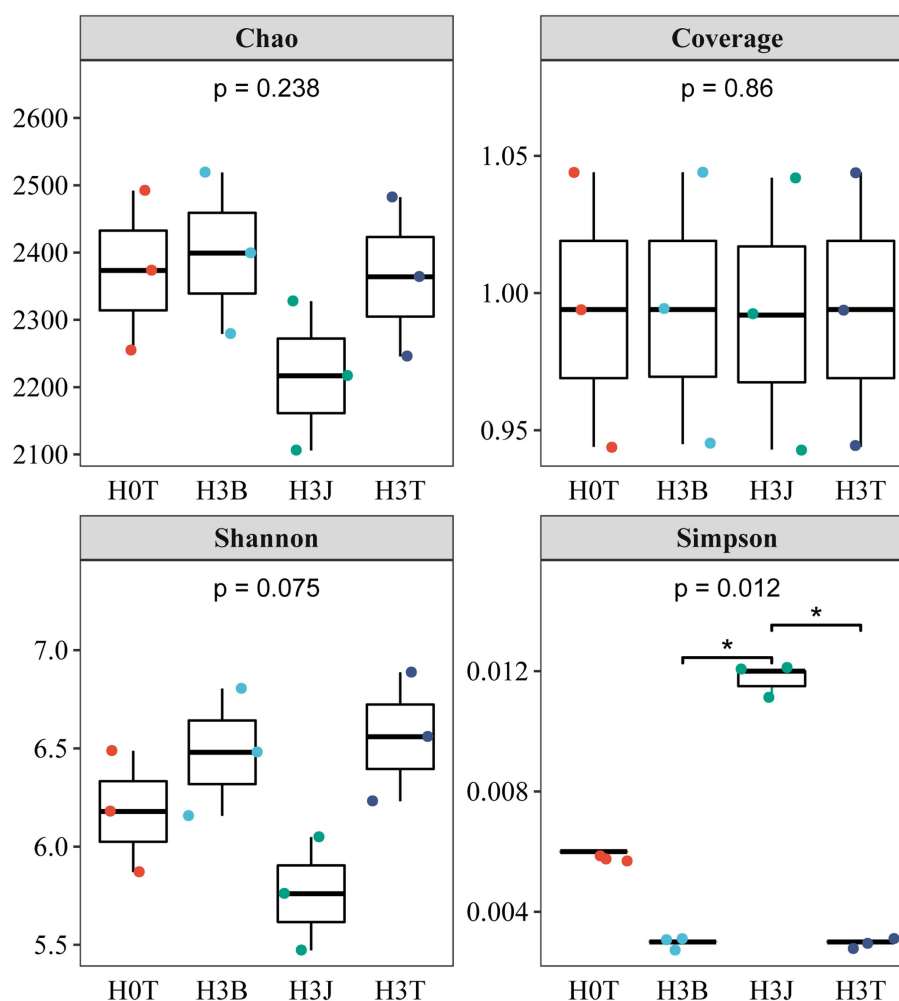 Chao
p = 0.238
2600
2500
2400
2300
2200
2100
H0T H3B H3J H3T
Coverage
p = 0.86
1.05
1.00
0.95
H0T H3B H3J H3T
Shannon
p = 0.075
7.0
6.5
6.0
5.5
H0T H3B H3J H3T
Simpson
p = 0.012
*
*
0.012
0.008
0.004
H0T H3B H3J H3T